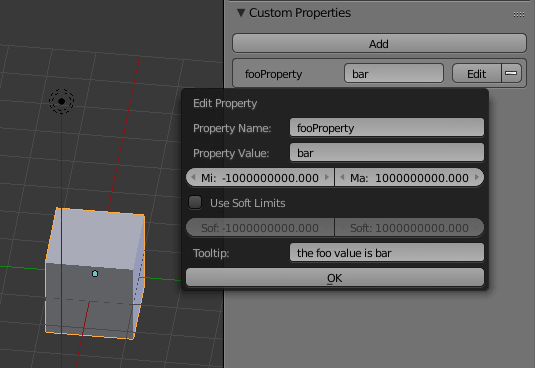 Custom Properties
Add
fooProperty bar Edit
Edit Property
Property Name: fooProperty
Property Value: bar
Mi: -1000000000.000 Ma: 1000000000.000
Use Soft Limits
Sof: -1000000000.000 Soft: 1000000000.000
Tooltip: the foo value is bar
OK